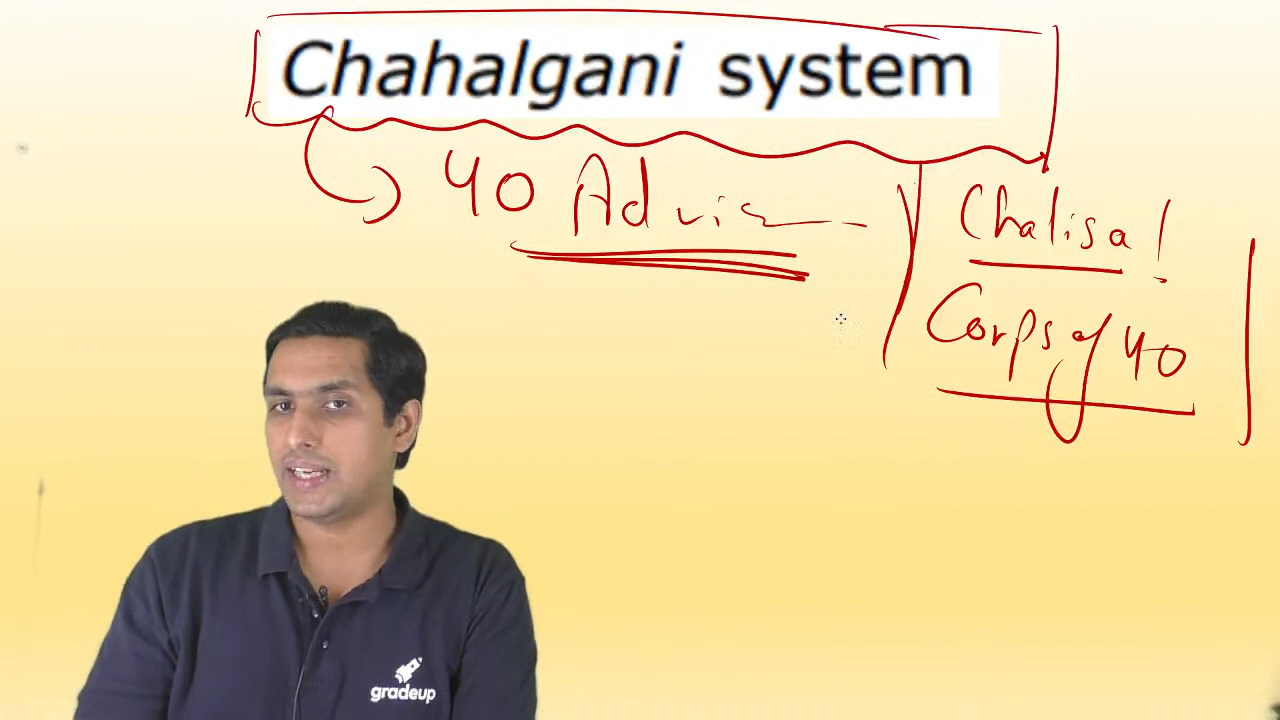 Chahalgani system
40 Advis
Chalisa!
Corps of 40
gradeup